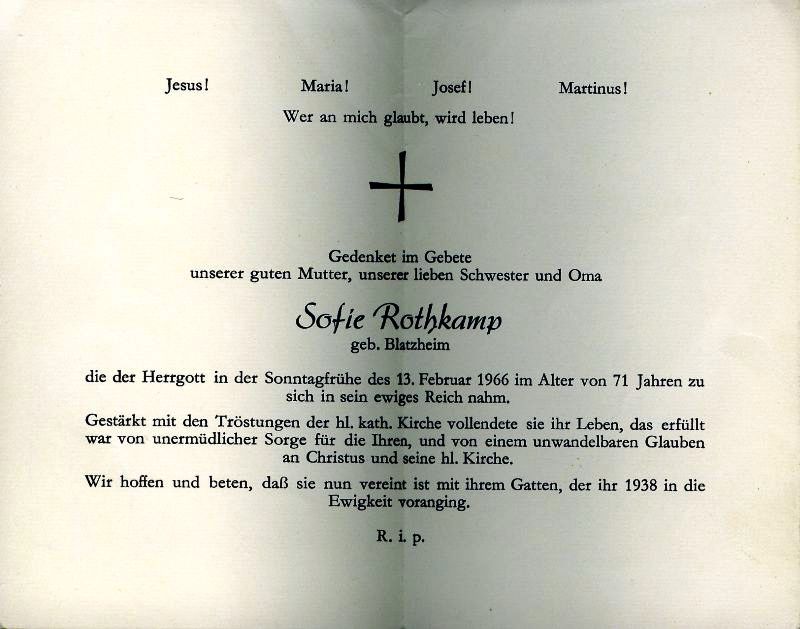 Jesus! Maria! Josef! Martinus!
Wer an mich glaubt, wird leben!
Gedenket im Gebete
unserer guten Mutter, unserer lieben Schwester und Oma
Sofie Rothkamp
geb. Blatzheim
die der Herrgott in der Sonntagfrühe des 13. Februar 1966 im Alter von 71 Jahren zu
sich in sein ewiges Reich nahm.
Gestärkt mit den Tröstungen der hl. kath. Kirche vollendete sie ihr Leben, das erfüllt
war von unermüdlicher Sorge für die Ihren, und von einem unwandelbaren Glauben
an Christus und seine hl. Kirche.
Wir hoffen und beten, daß sie nun vereint ist mit ihrem Gatten, der ihr 1938 in die
Ewigkeit voranging.
R. i. p.